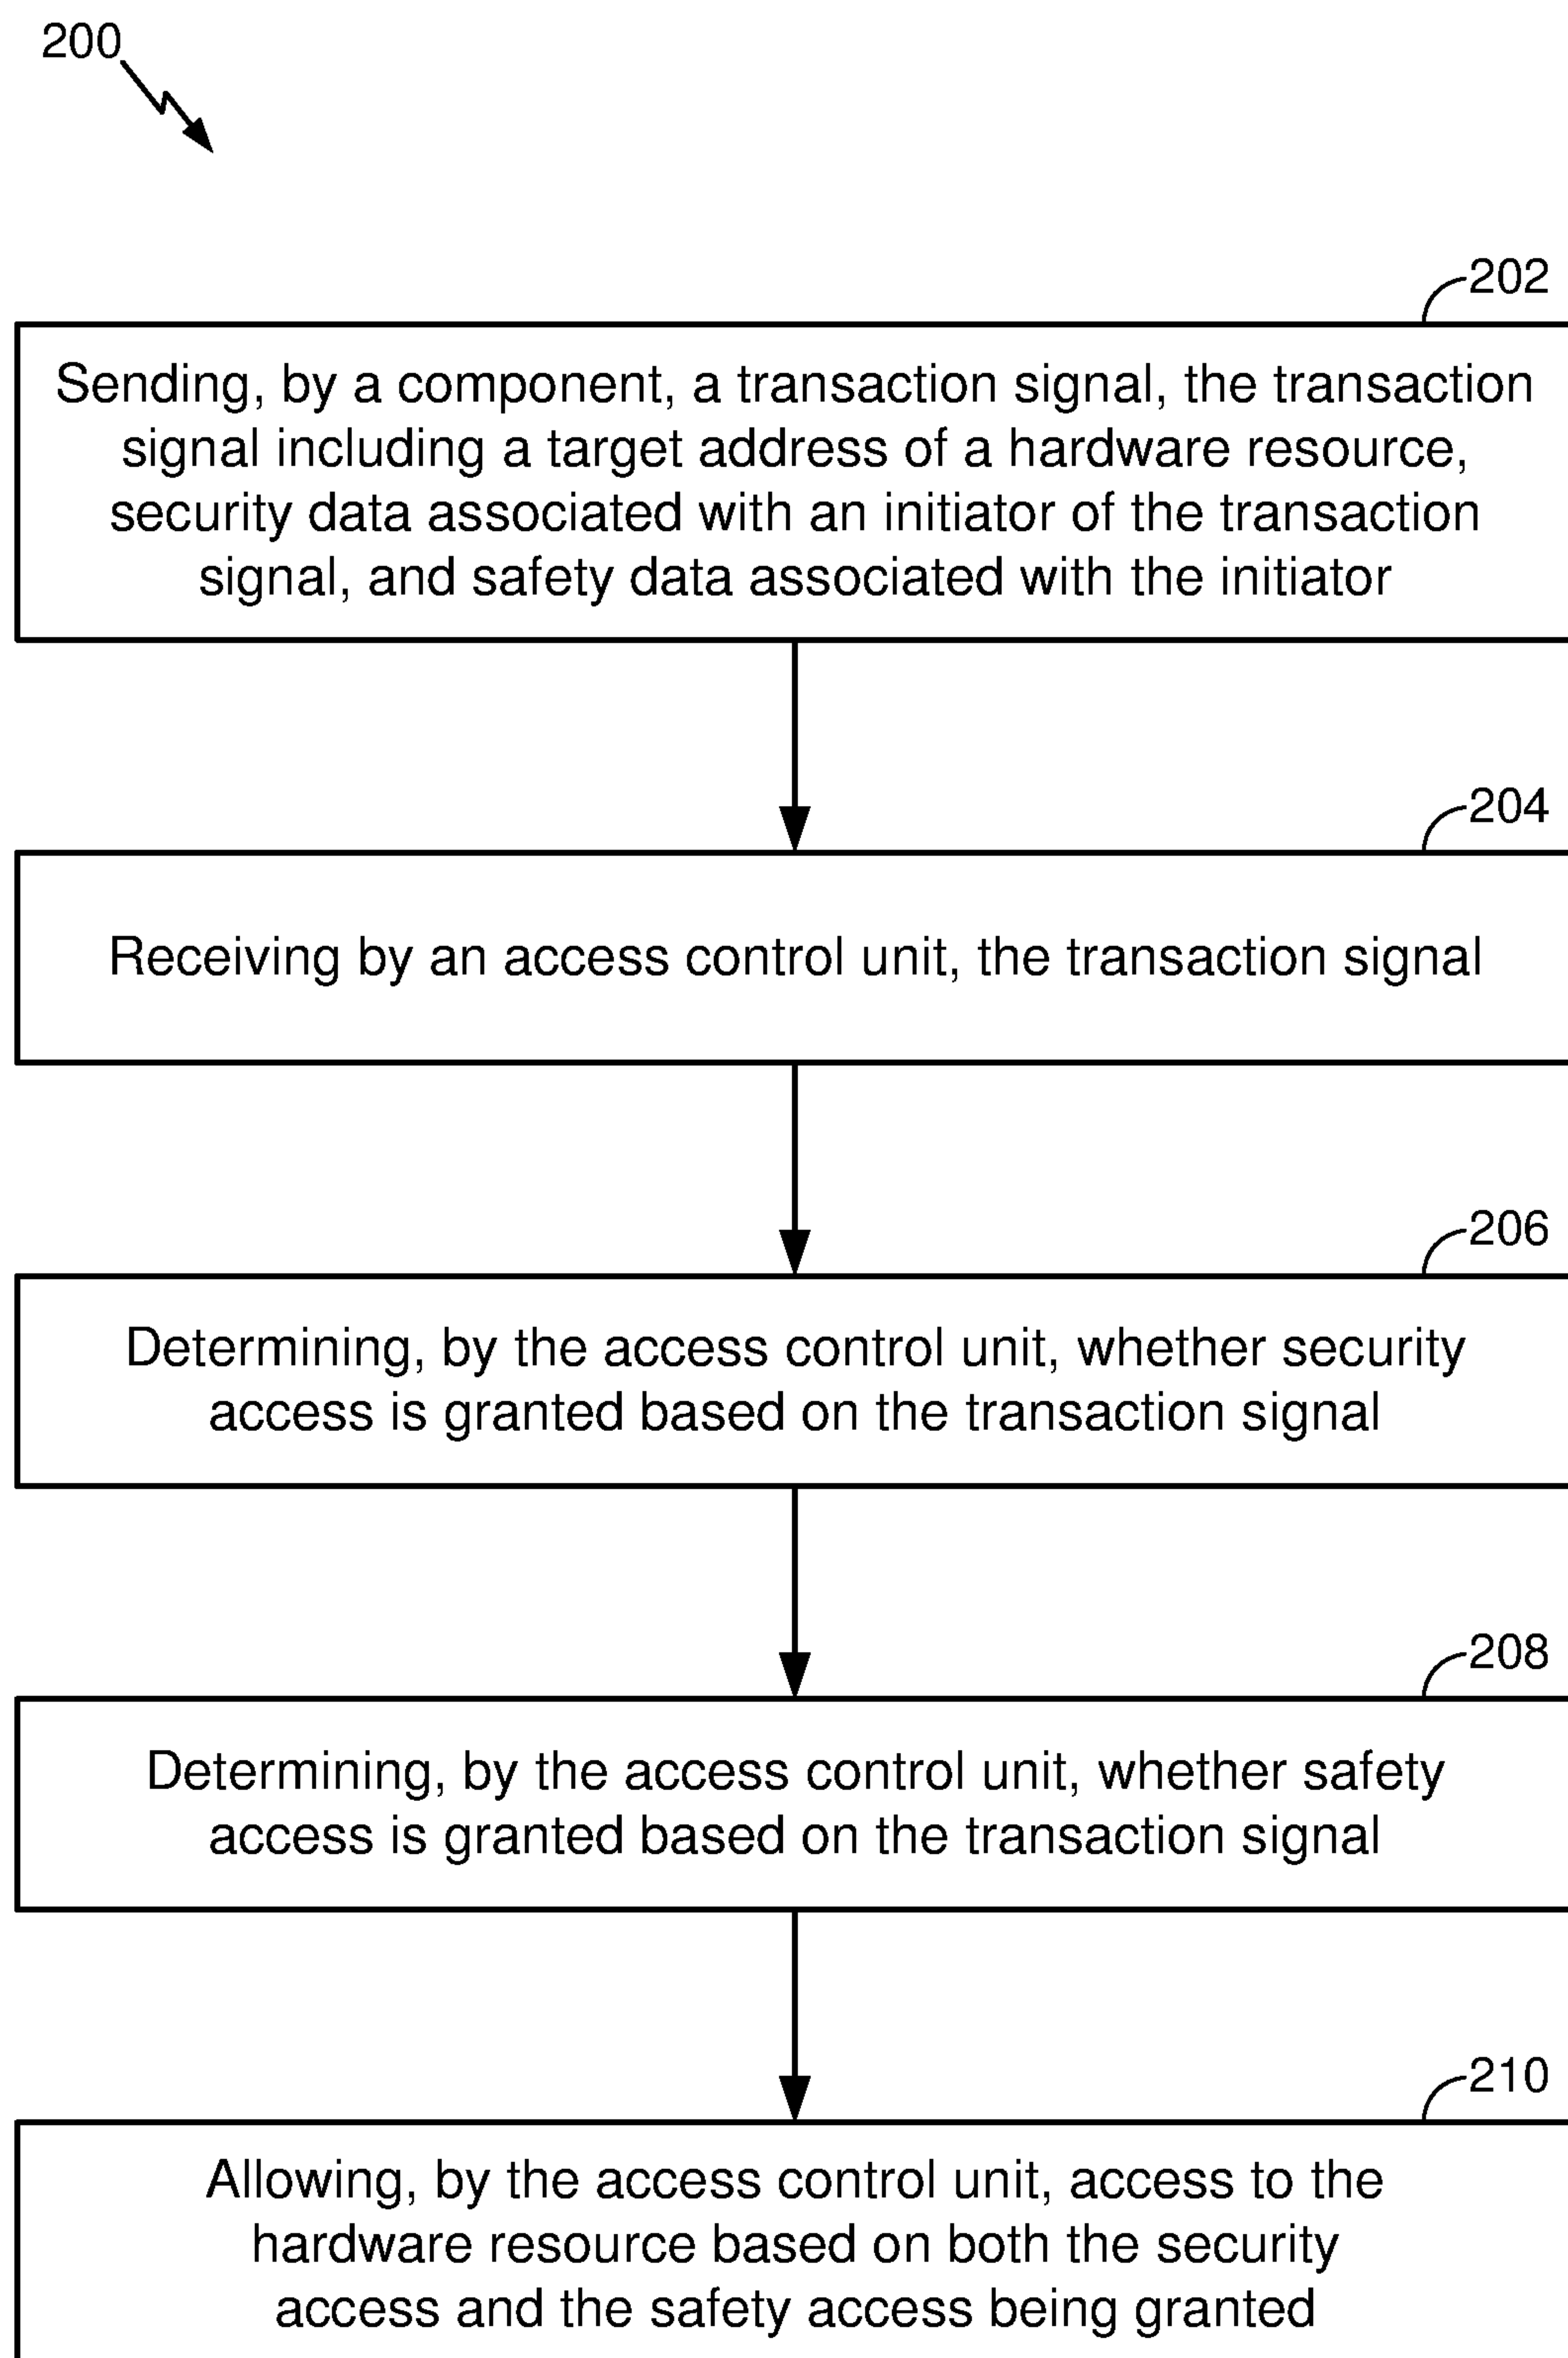 200
202
Sending, by a component, a transaction signal, the transaction
signal including a target address of a hardware resource,
security data associated with an initiator of the transaction
signal, and safety data associated with the initiator
204
Receiving by an access control unit, the transaction signal
206
Determining, by the access control unit, whether security
access is granted based on the transaction signal
208
Determining, by the access control unit, whether safety
access is granted based on the transaction signal
210
Allowing, by the access control unit, access to the
hardware resource based on both the security
access and the safety access being granted